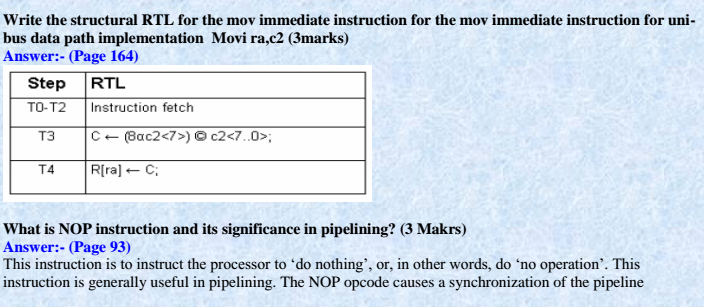 Write the structural RTL for the mov immediate instruction for the mov immediate instruction for uni-
bus data path implementation Movi ra,c2 (3marks)
Answer:- (Page 164)
Step RTL
T0-T2 Instruction fetch
T3 C ← (8αc2<7>) © c2<7..0>;
T4 R[ra] ← C;
What is NOP instruction and its significance in pipelining? (3 Makrs)
Answer:- (Page 93)
This instruction is to instruct the processor to ‘do nothing’, or, in other words, do ‘no operation’. This
instruction is generally useful in pipelining. The NOP opcode causes a synchronization of the pipeline